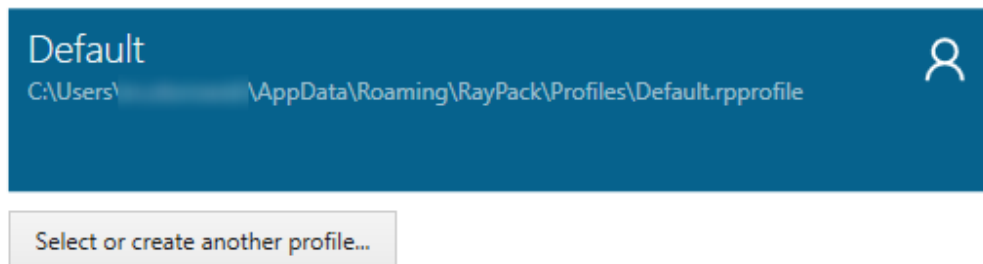 Default
C:\Users\ \AppData\Roaming\RayPack\Profiles\Default.rpprofile
Select or create another profile...